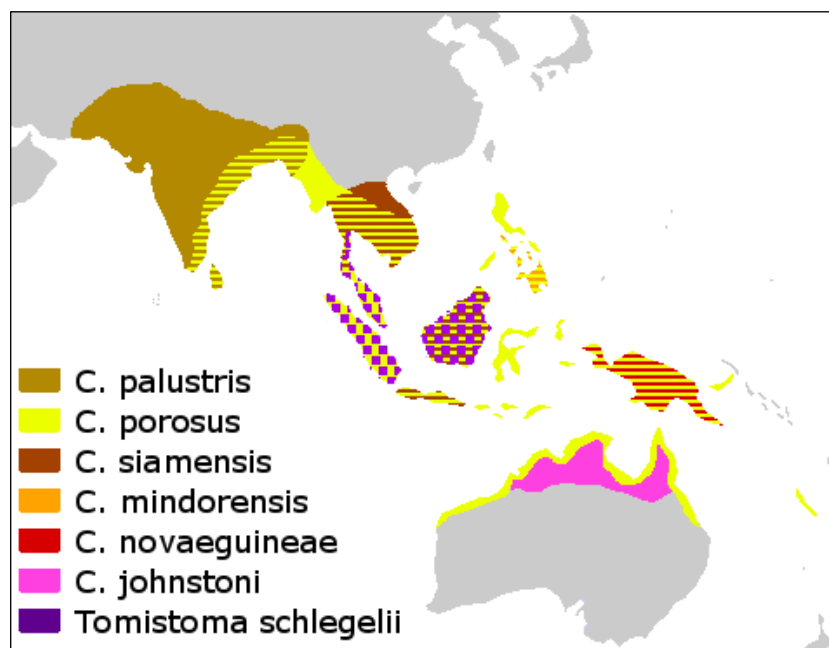 C. palustris
C. porosus
C. siamensis
C. mindorensis
C. novaeguineae
C. johnstoni
Tomistoma schlegelii